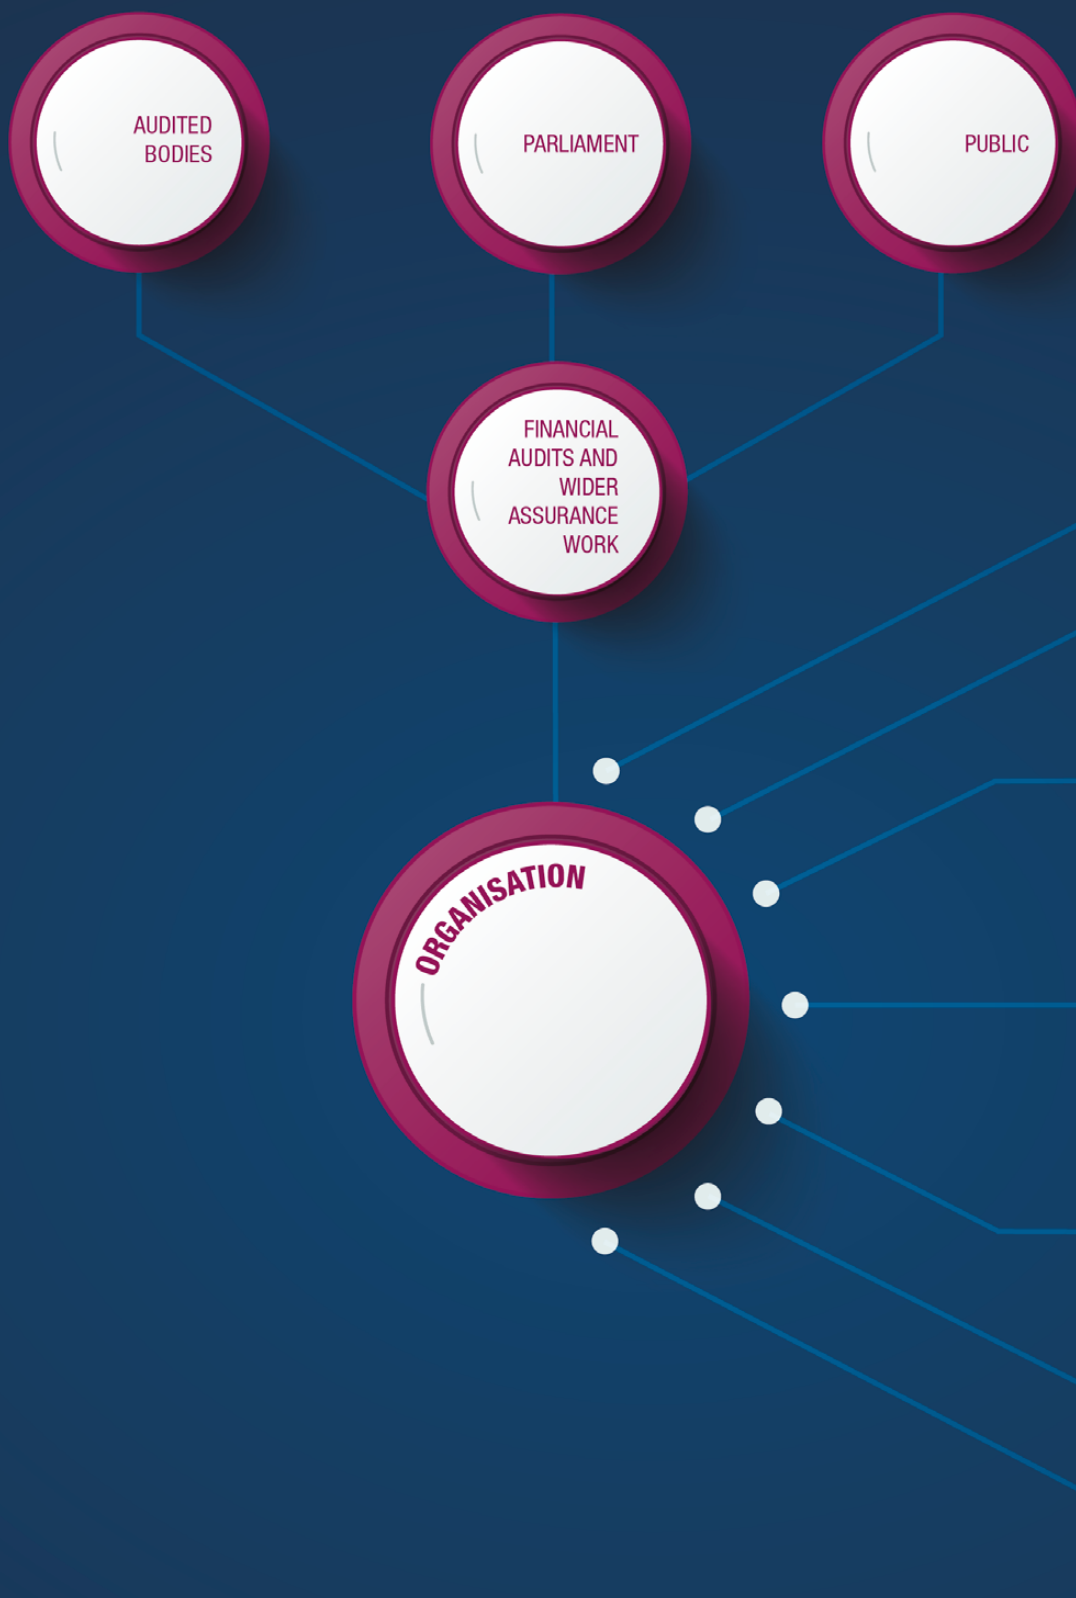 AUDITED
BODIES
PARLIAMENT
PUBLIC
FINANCIAL
AUDITS AND
WIDER
ASSURANCE
WORK
ORGANISATION